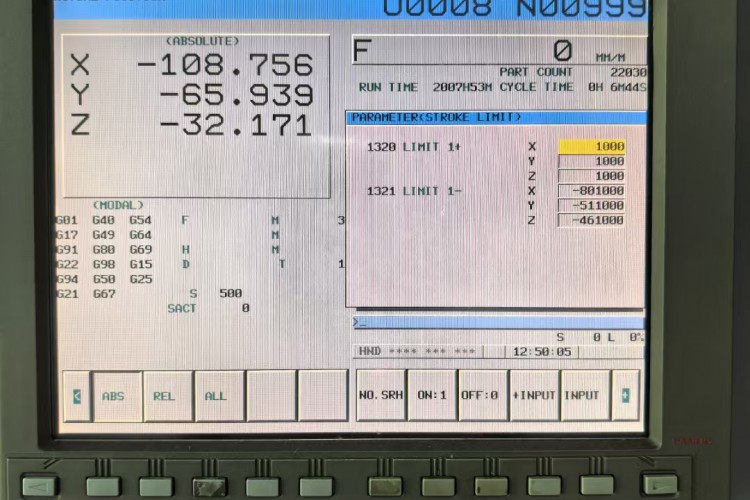 O0008 N00999
(ABSOLUTE)
X -108.756
Y -65.939
Z -32.171
F 0 MM/M
PART COUNT 22030
RUN TIME 2007H53M CYCLE TIME 0H 6M44S
PARAMETER(STROKE LIMIT)
1320 LIMIT 1+ X 1000
Y 1000
Z 1000
1321 LIMIT 1- X -801000
Y -511000
Z -461000
(MODAL)
G01 G40 G54 F M 3
G17 G49 G64 M
G91 G80 G69 H M
G22 G98 G15 D T 1
G94 G50 G25
G21 G67 S 500
SACT 0
>_
S 0 L 0%
HND **** *** *** 12:50:05
< ABS REL ALL
NO.SRH ON:1 OFF:0 +INPUT INPUT +
FANUC